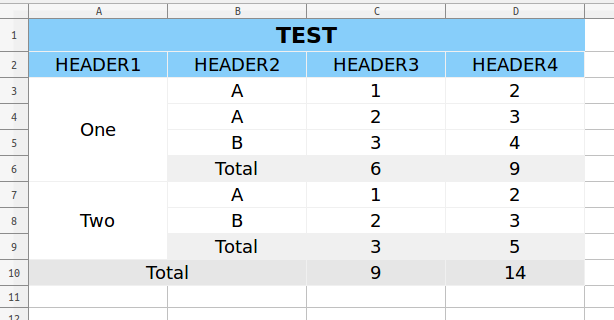 A B C D
1 TEST
2 HEADER1 HEADER2 HEADER3 HEADER4
3 A 1 2
4 One A 2 3
5 B 3 4
6 Total 6 9
7 A 1 2
8 Two B 2 3
9 Total 3 5
10 Total 9 14
11
12